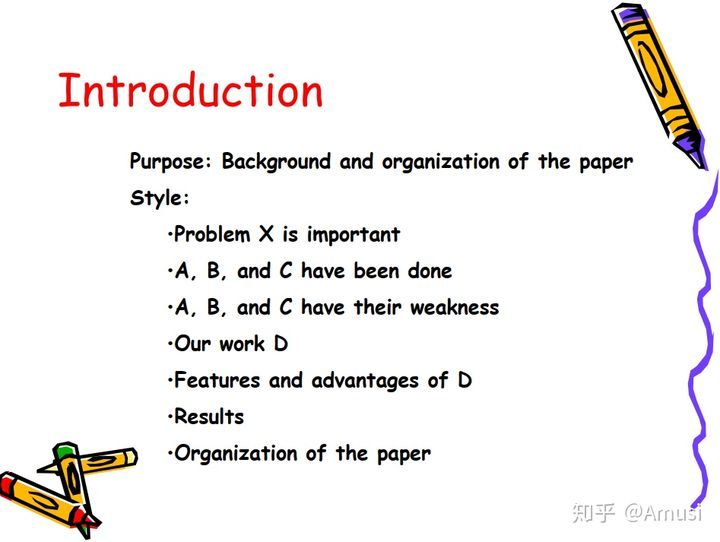 Introduction
Purpose: Background and organization of the paper
Style:
•Problem X is important
•A, B, and C have been done
•A, B, and C have their weakness
•Our work D
•Features and advantages of D
•Results
•Organization of the paper
知乎 @Amusi